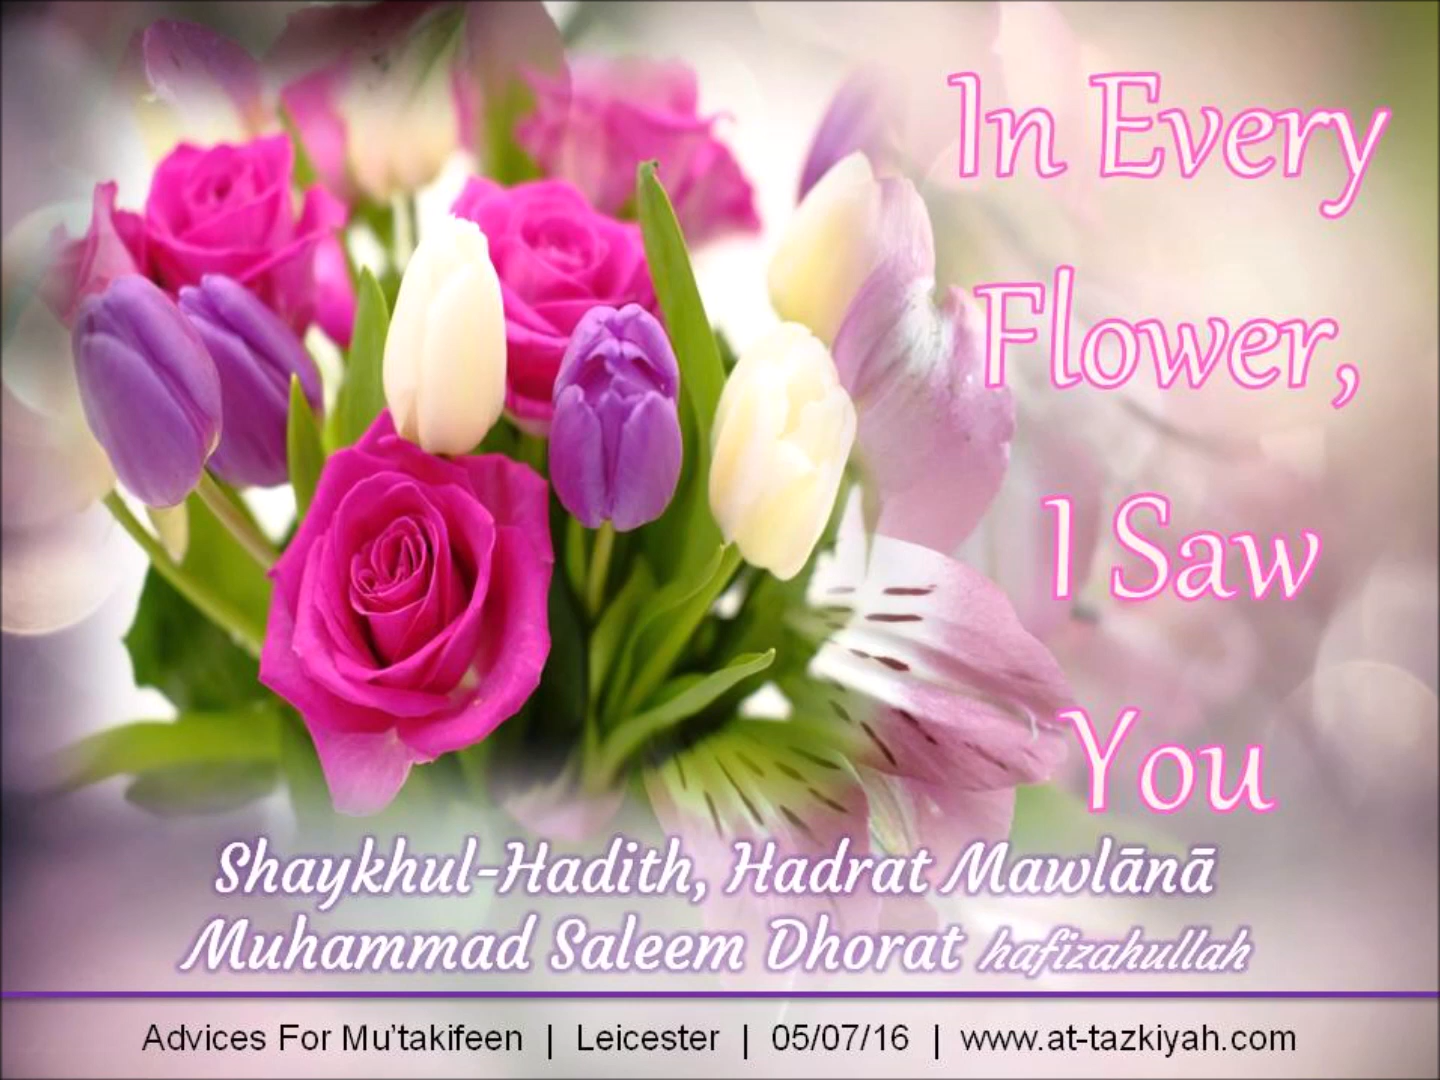 In Every
Flower,
I Saw
You
Shaykhul-Hadith, Hadrat Mawlānā
Muhammad Saleem Dhorat hafizahullah
Advices For Mu'takifeen | Leicester | 05/07/16 | www.at-tazkiyah.com